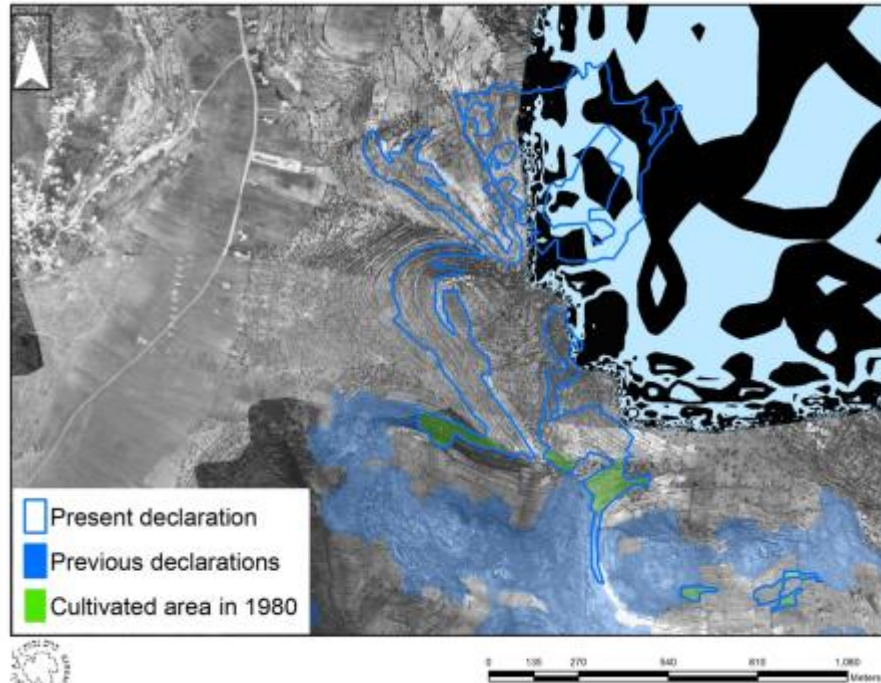 Present declaration
Previous declarations
Cultivated area in 1980
0 135 270 540 810 1,080
Meters